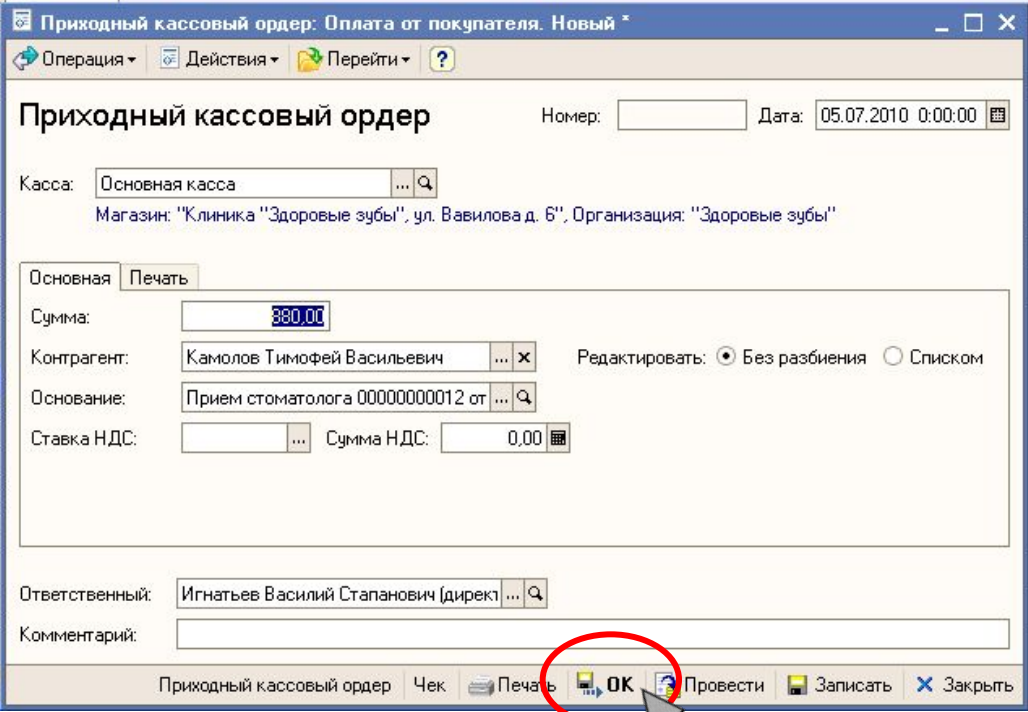 Приходный кассовый ордер: Оплата от покупателя. Новый *
Операция Действия Перейти ?
Приходный кассовый ордер Номер: Дата: 05.07.2010 0:00:00
Касса: Основная касса ...
Магазин: "Клиника "Здоровые зубы", ул. Вавилова д. 6", Организация: "Здоровые зубы"
Основная Печать
Сумма: 880,00
Контрагент: Камолов Тимофей Васильевич ... Редактировать: Без разбиения Списком
Основание: Прием стоматолога 00000000012 от ...
Ставка НДС: ... Сумма НДС: 0,00
Ответственный: Игнатьев Василий Стапанович (директ ...
Комментарий:
Приходный кассовый ордер Чек Печать OK Провести Записать Закрыть